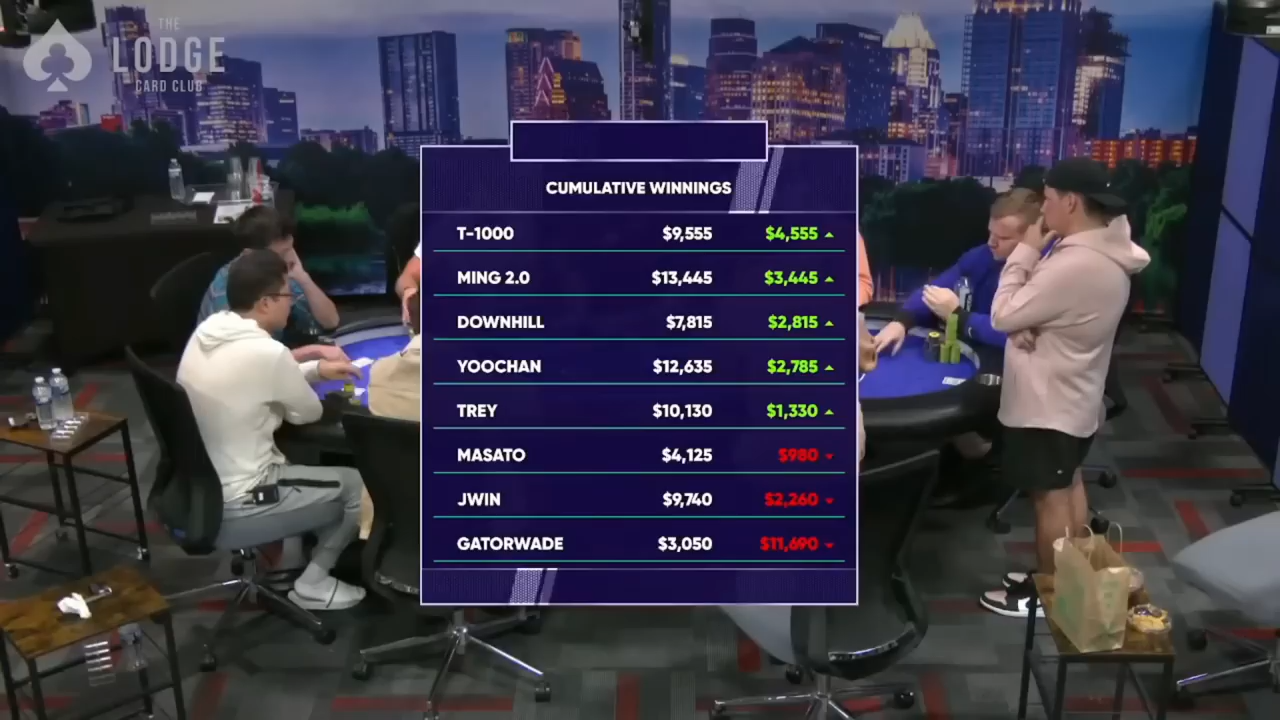 THE
LODGE
CARD CLUB
CUMULATIVE WINNINGS
T-1000 $9,555 $4,555
MING 2.0 $13,445 $3,445
DOWNHILL $7,815 $2,815
YOOCHAN $12,635 $2,785
TREY $10,130 $1,330
MASATO $4,125 $980
JWIN $9,740 $2,260
GATORWADE $3,050 $11,690